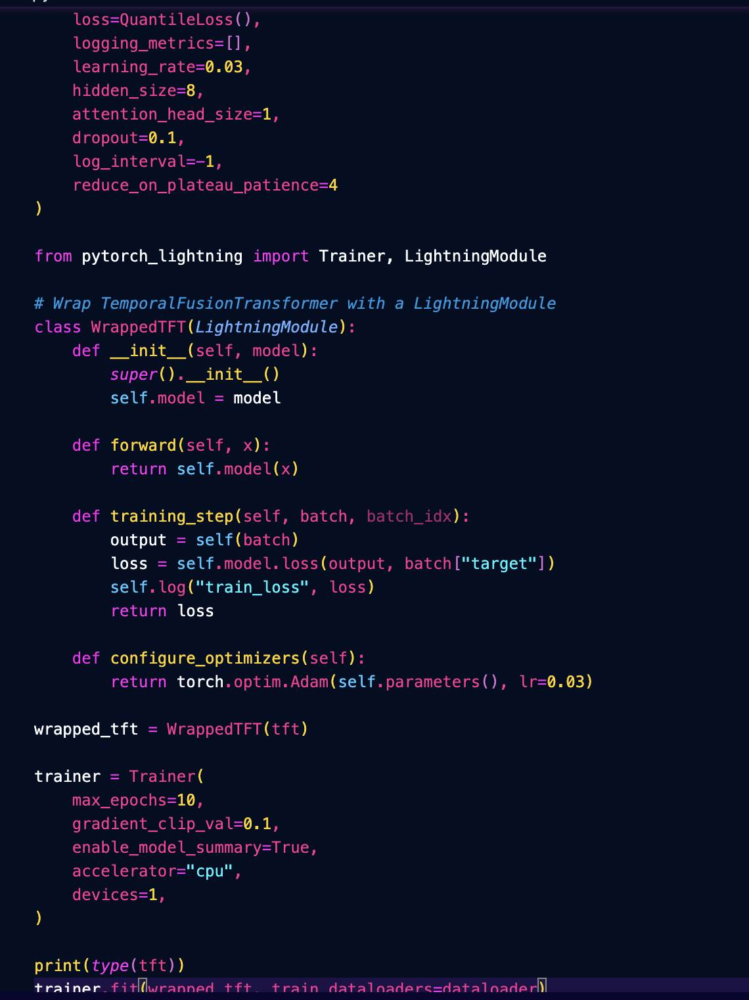 loss=QuantileLoss(),
logging_metrics=[],
learning_rate=0.03,
hidden_size=8,
attention_head_size=1,
dropout=0.1,
log_interval=-1,
reduce_on_plateau_patience=4
)
from pytorch_lightning import Trainer, LightningModule
# Wrap TemporalFusionTransformer with a LightningModule
class WrappedTFT(LightningModule):
def __init__(self, model):
super().__init__()
self.model = model
def forward(self, x):
return self.model(x)
def training_step(self, batch, batch_idx):
output = self(batch)
loss = self.model.loss(output, batch["target"])
self.log("train_loss", loss)
return loss
def configure_optimizers(self):
return torch.optim.Adam(self.parameters(), lr=0.03)
wrapped_tft = WrappedTFT(tft)
trainer = Trainer(
max_epochs=10,
gradient_clip_val=0.1,
enable_model_summary=True,
accelerator="cpu",
devices=1,
)
print(type(tft))
trainer.fit(wrapped_tft, train_dataloaders=dataloader)